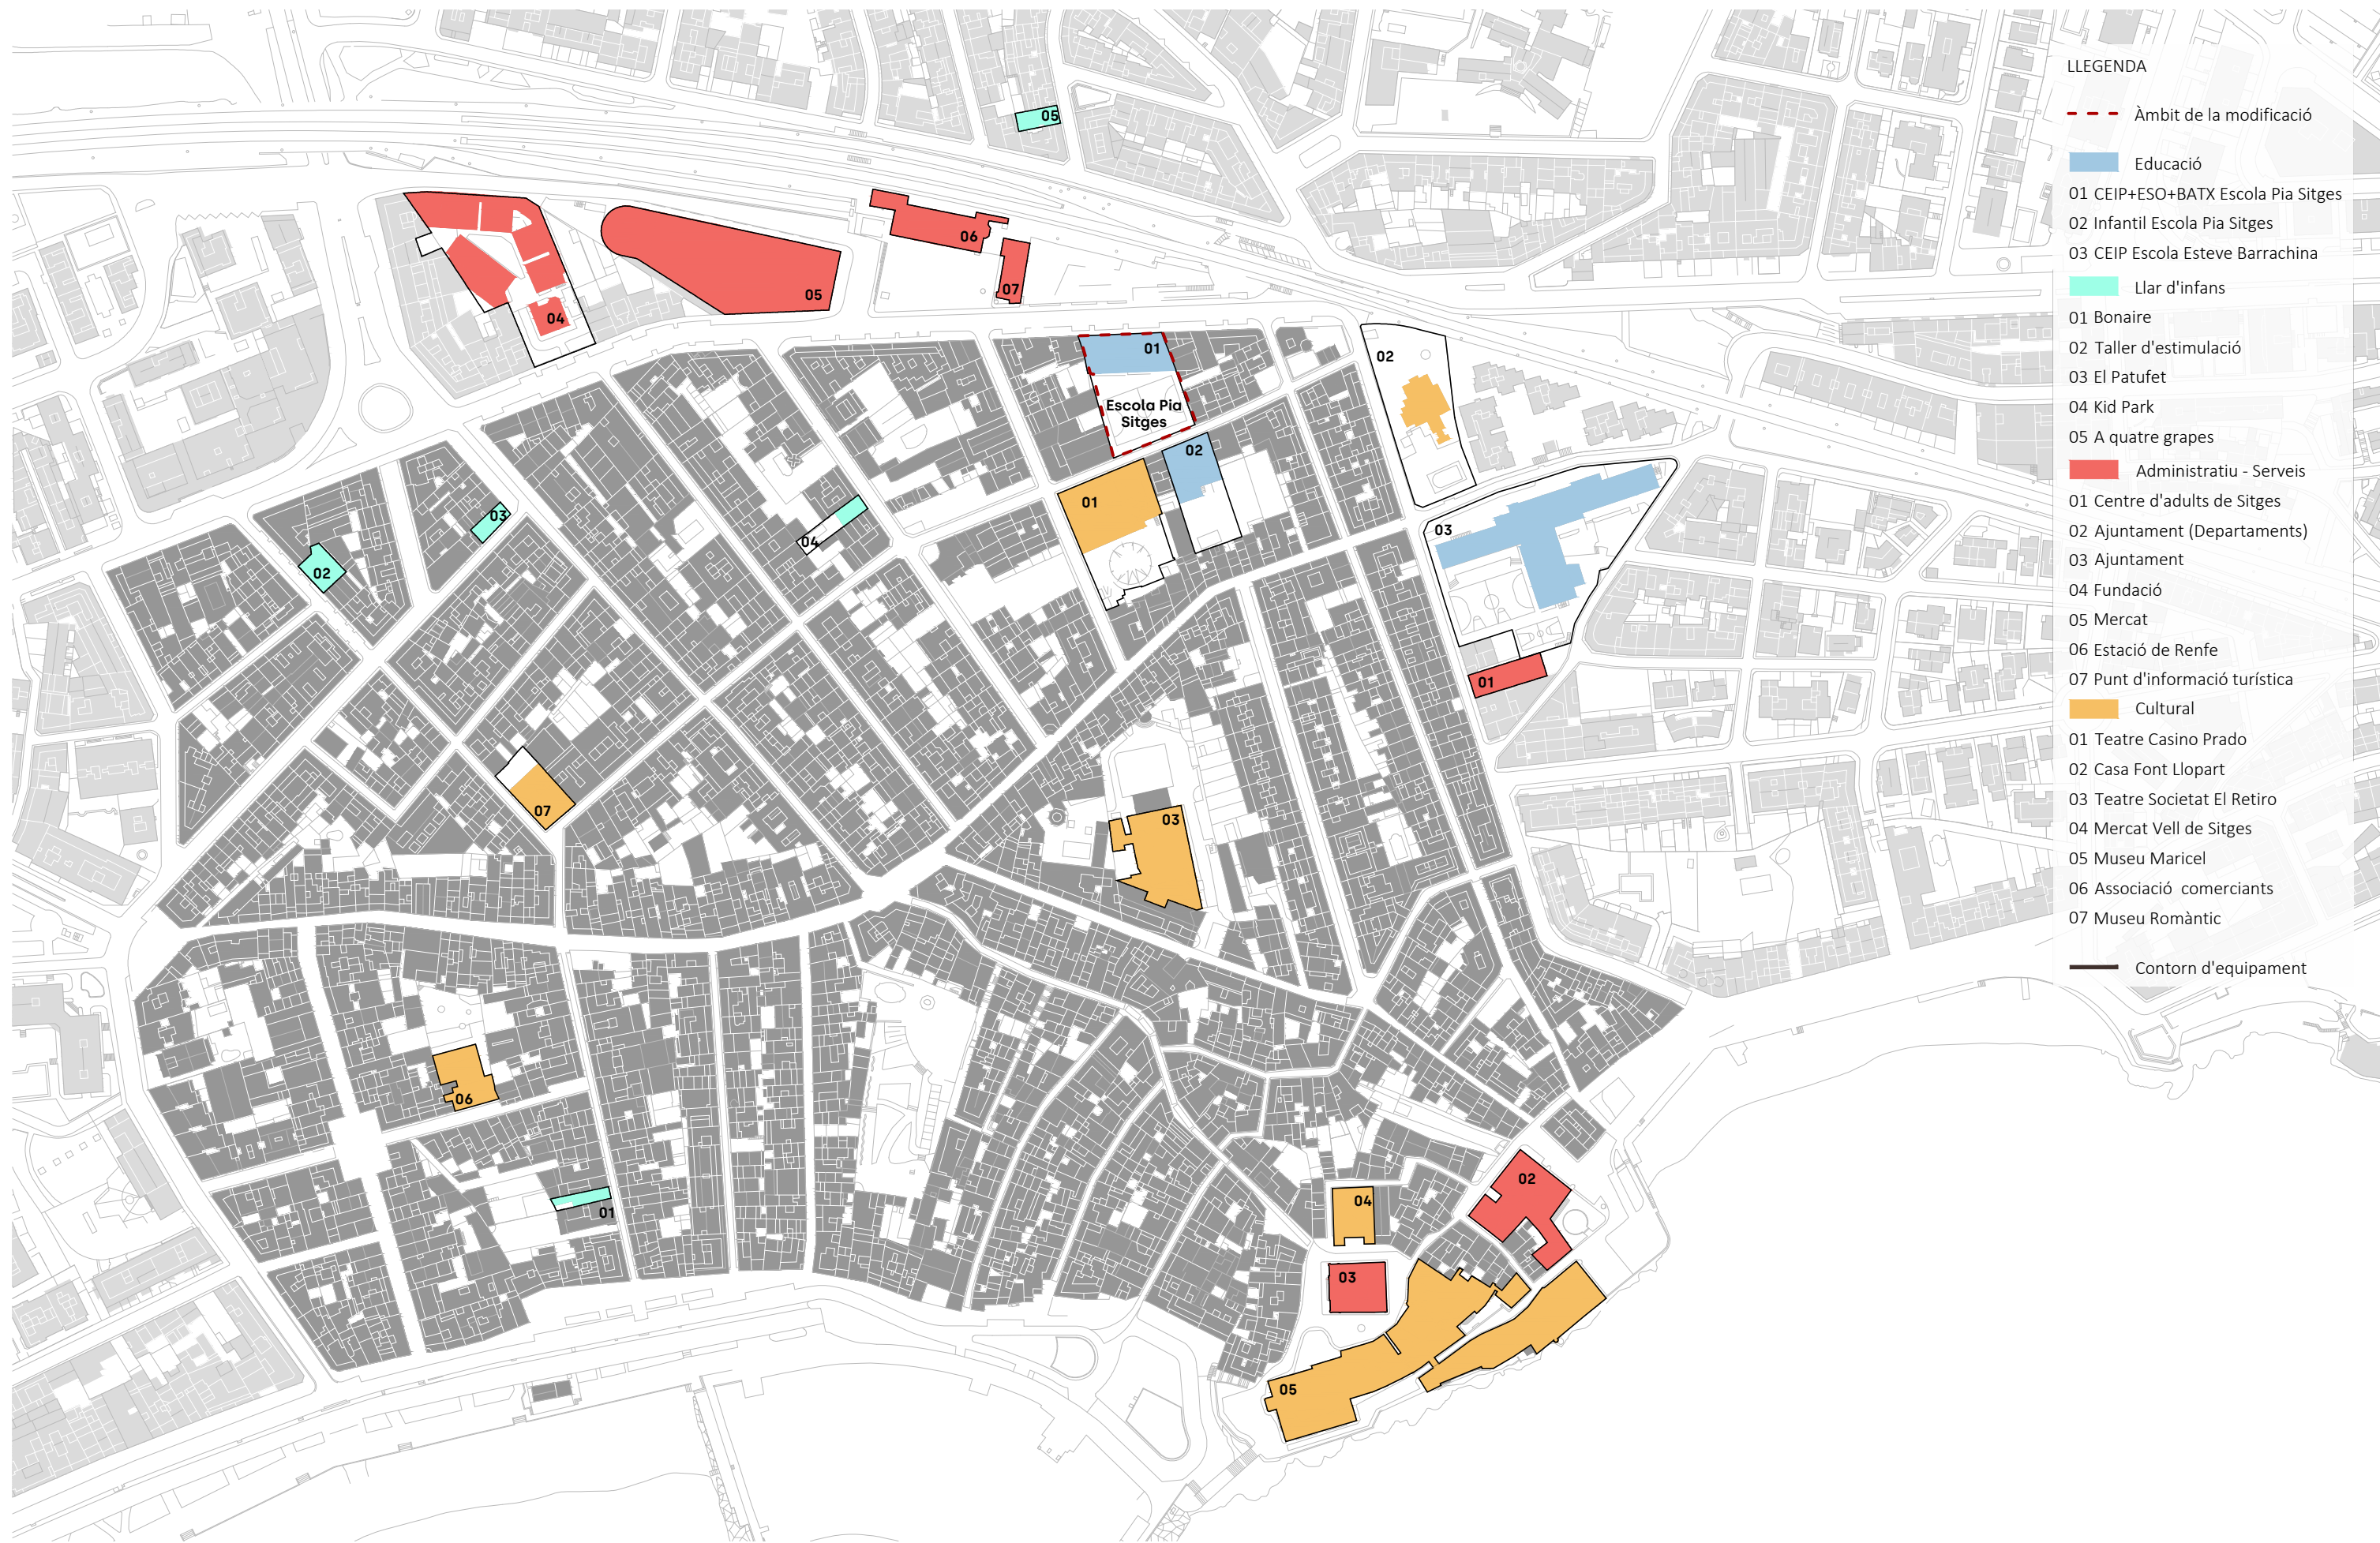 LLEGENDA
Àmbit de la modificació
Educació
01 CEIP+ESO+BATX Escola Pia Sitges
02 Infantil Escola Pia Sitges
03 CEIP Escola Esteve Barrachina
Llar d'infans
01 Bonaire
02 Taller d'estimulació
03 El Patufet
04 Kid Park
05 A quatre grapes
Administratiu - Serveis
01 Centre d'adults de Sitges
02 Ajuntament (Departaments)
03 Ajuntament
04 Fundació
05 Mercat
06 Estació de Renfe
07 Punt d'informació turística
Cultural
01 Teatre Casino Prado
02 Casa Font Llopart
03 Teatre Societat El Retiro
04 Mercat Vell de Sitges
05 Museu Maricel
06 Associació comerciants
07 Museu Romàntic
Contorn d'equipament
05
06
05
07
04
01
02
Escola Pia
Sitges
02
01
03
03
04
02
01
07
03
06
02
04
01
03
05